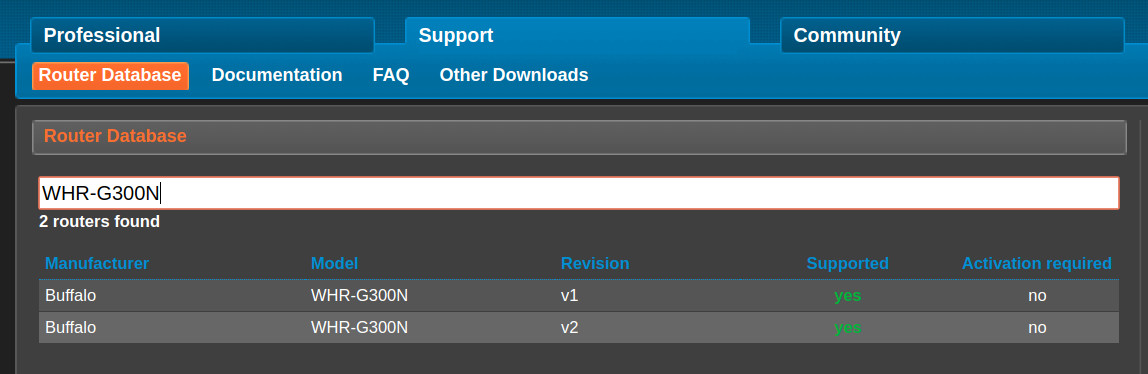 Professional Support Community
Router Database Documentation FAQ Other Downloads
Router Database
WHR-G300N
2 routers found
Manufacturer Model Revision Supported Activation required
Buffalo WHR-G300N v1 yes no
Buffalo WHR-G300N v2 yes no